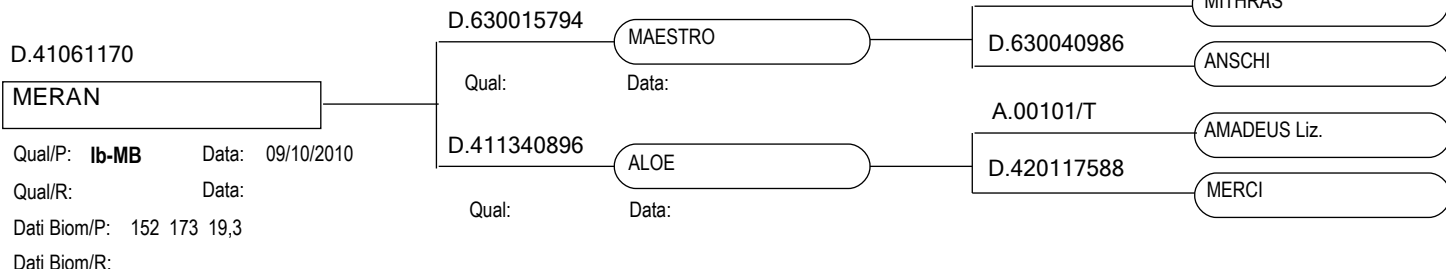 MITHRAS
D.630015794
MAESTRO
D.630040986
ANSCHI
D.41061170
MERAN
Qual: Data:
A.00101/T
AMADEUS Liz.
D.411340896
ALOE
D.420117588
MERCI
Qual/P: Ib-MB Data: 09/10/2010
Qual/R: Data:
Qual: Data:
Dati Biom/P: 152 173 19,3
Dati Biom/R: